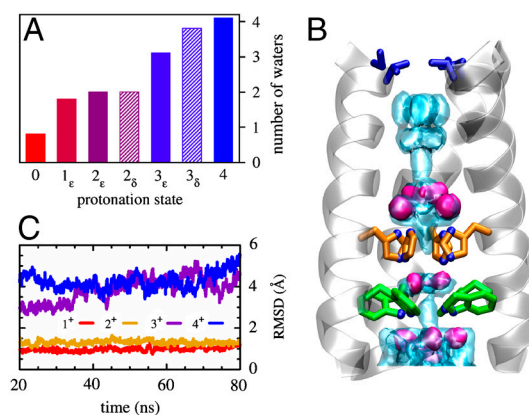 A
number of waters
4
3
2
1
0
0 1ε 2ε 2δ 3ε 3δ 4
protonation state
B
C
RMSD (Å)
6
4
2
0
1+ 2+ 3+ 4+
20 40 60 80
time (ns)